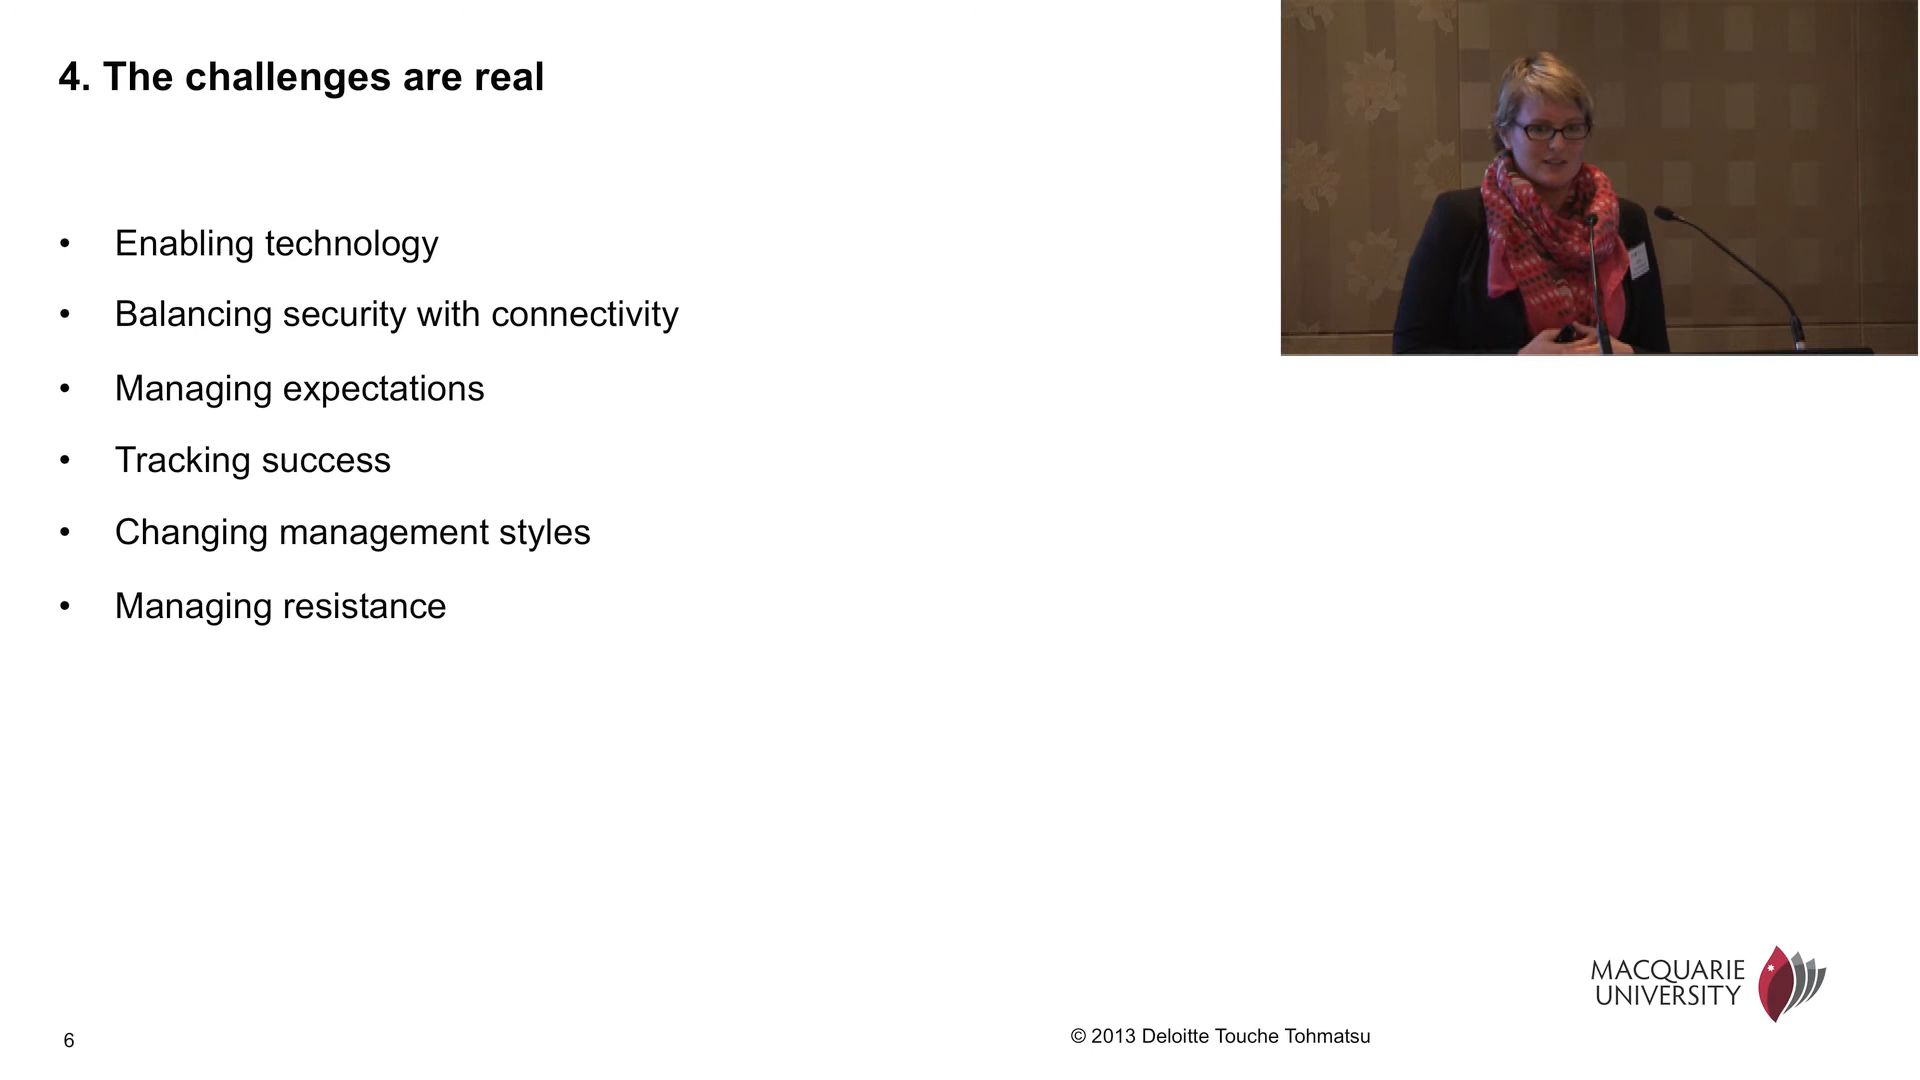 4. The challenges are real
• Enabling technology
• Balancing security with connectivity
• Managing expectations
• Tracking success
• Changing management styles
• Managing resistance
MACQUARIE
UNIVERSITY
6
© 2013 Deloitte Touche Tohmatsu